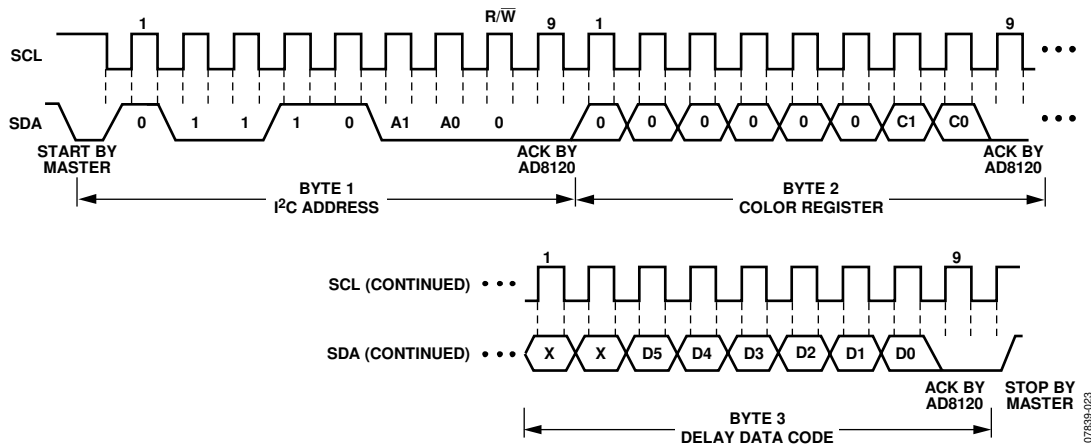 R/W
1 9 1 9
SCL
SDA
0 1 1 1 0 A1 A0 0 0 0 0 0 0 0 C1 C0
START BY
MASTER
ACK BY
AD8120
ACK BY
AD8120
BYTE 1
I²C ADDRESS
BYTE 2
COLOR REGISTER
1 9
SCL (CONTINUED)
SDA (CONTINUED)
X X D5 D4 D3 D2 D1 D0
ACK BY
AD8120
STOP BY
MASTER
BYTE 3
DELAY DATA CODE
07839-023